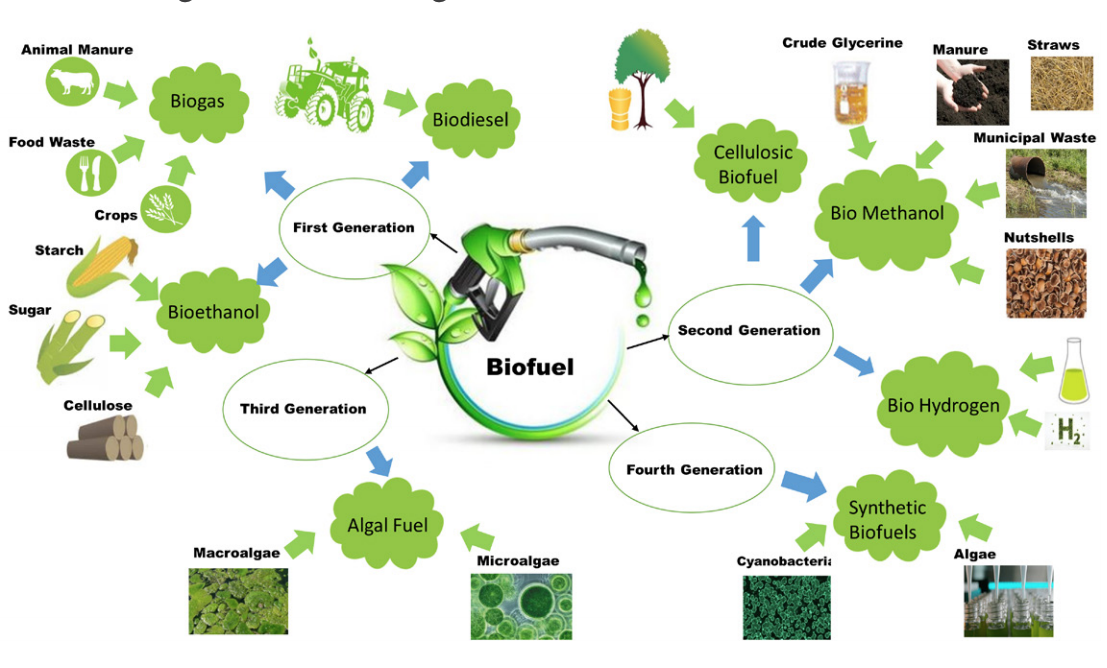 Animal Manure
Biogas
Food Waste
Crops
Biodiesel
First Generation
Starch
Sugar
Bioethanol
Cellulose
Third Generation
Algal Fuel
Macroalgae
Microalgae
Biofuel
Crude Glycerine
Manure
Straws
Cellulosic
Biofuel
Bio Methanol
Municipal Waste
Nutshells
Second Generation
Bio Hydrogen
H2
Fourth Generation
Synthetic
Biofuels
Cyanobacteria
Algae